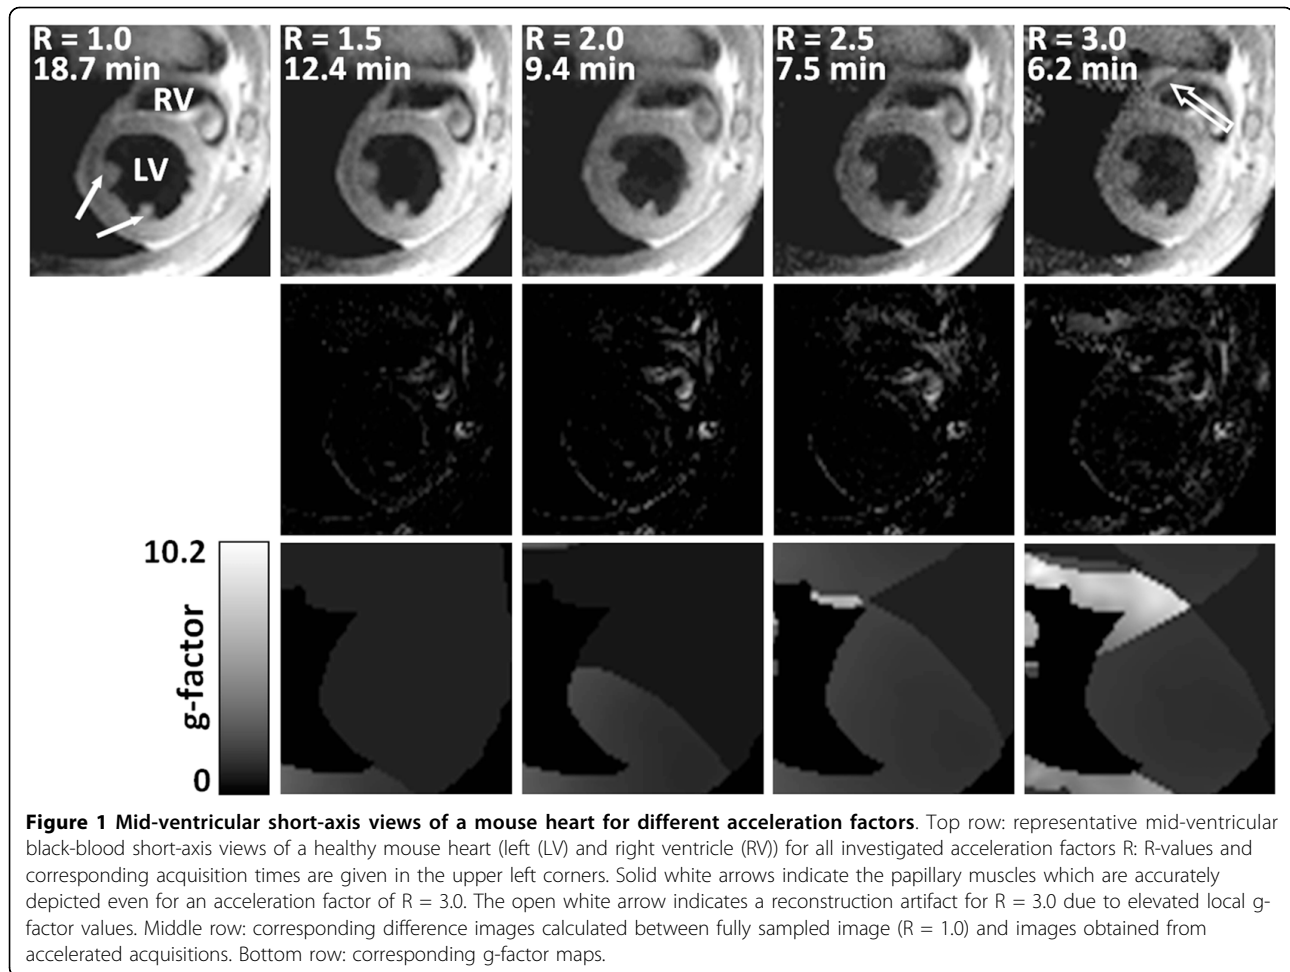 R = 1.0
18.7 min
R = 1.5
12.4 min
R = 2.0
9.4 min
R = 2.5
7.5 min
R = 3.0
6.2 min
RV
LV
10.2
g-factor
0
Figure 1 Mid-ventricular short-axis views of a mouse heart for different acceleration factors. Top row: representative mid-ventricular
black-blood short-axis views of a healthy mouse heart (left (LV) and right ventricle (RV)) for all investigated acceleration factors R: R-values and
corresponding acquisition times are given in the upper left corners. Solid white arrows indicate the papillary muscles which are accurately
depicted even for an acceleration factor of R = 3.0. The open white arrow indicates a reconstruction artifact for R = 3.0 due to elevated local g-
factor values. Middle row: corresponding difference images calculated between fully sampled image (R = 1.0) and images obtained from
accelerated acquisitions. Bottom row: corresponding g-factor maps.